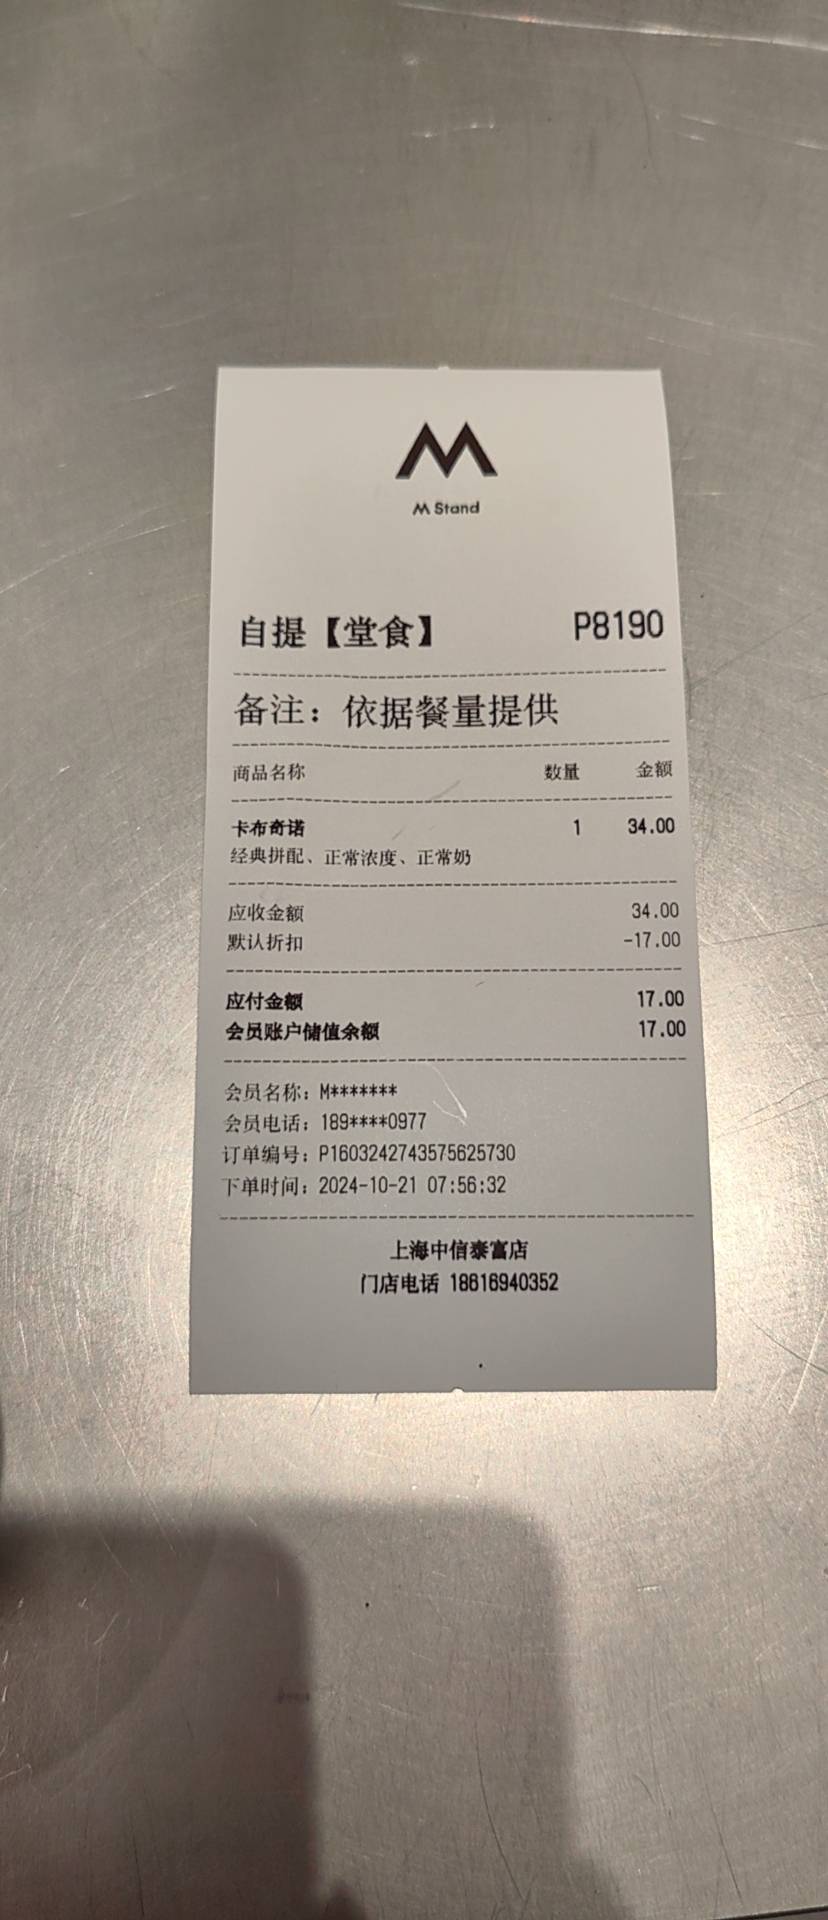 M Stand
自提【堂食】 P8190
备注：依据餐量提供
商品名称 数量 金额
卡布奇诺 1 34.00
经典拼配、正常浓度、正常奶
应收金额 34.00
默认折扣 -17.00
应付金额 17.00
会员账户储值余额 17.00
会员名称：M*******
会员电话：189****0977
订单编号：P1603242743575625730
下单时间：2024-10-21 07:56:32
上海中信泰富店
门店电话 18616940352